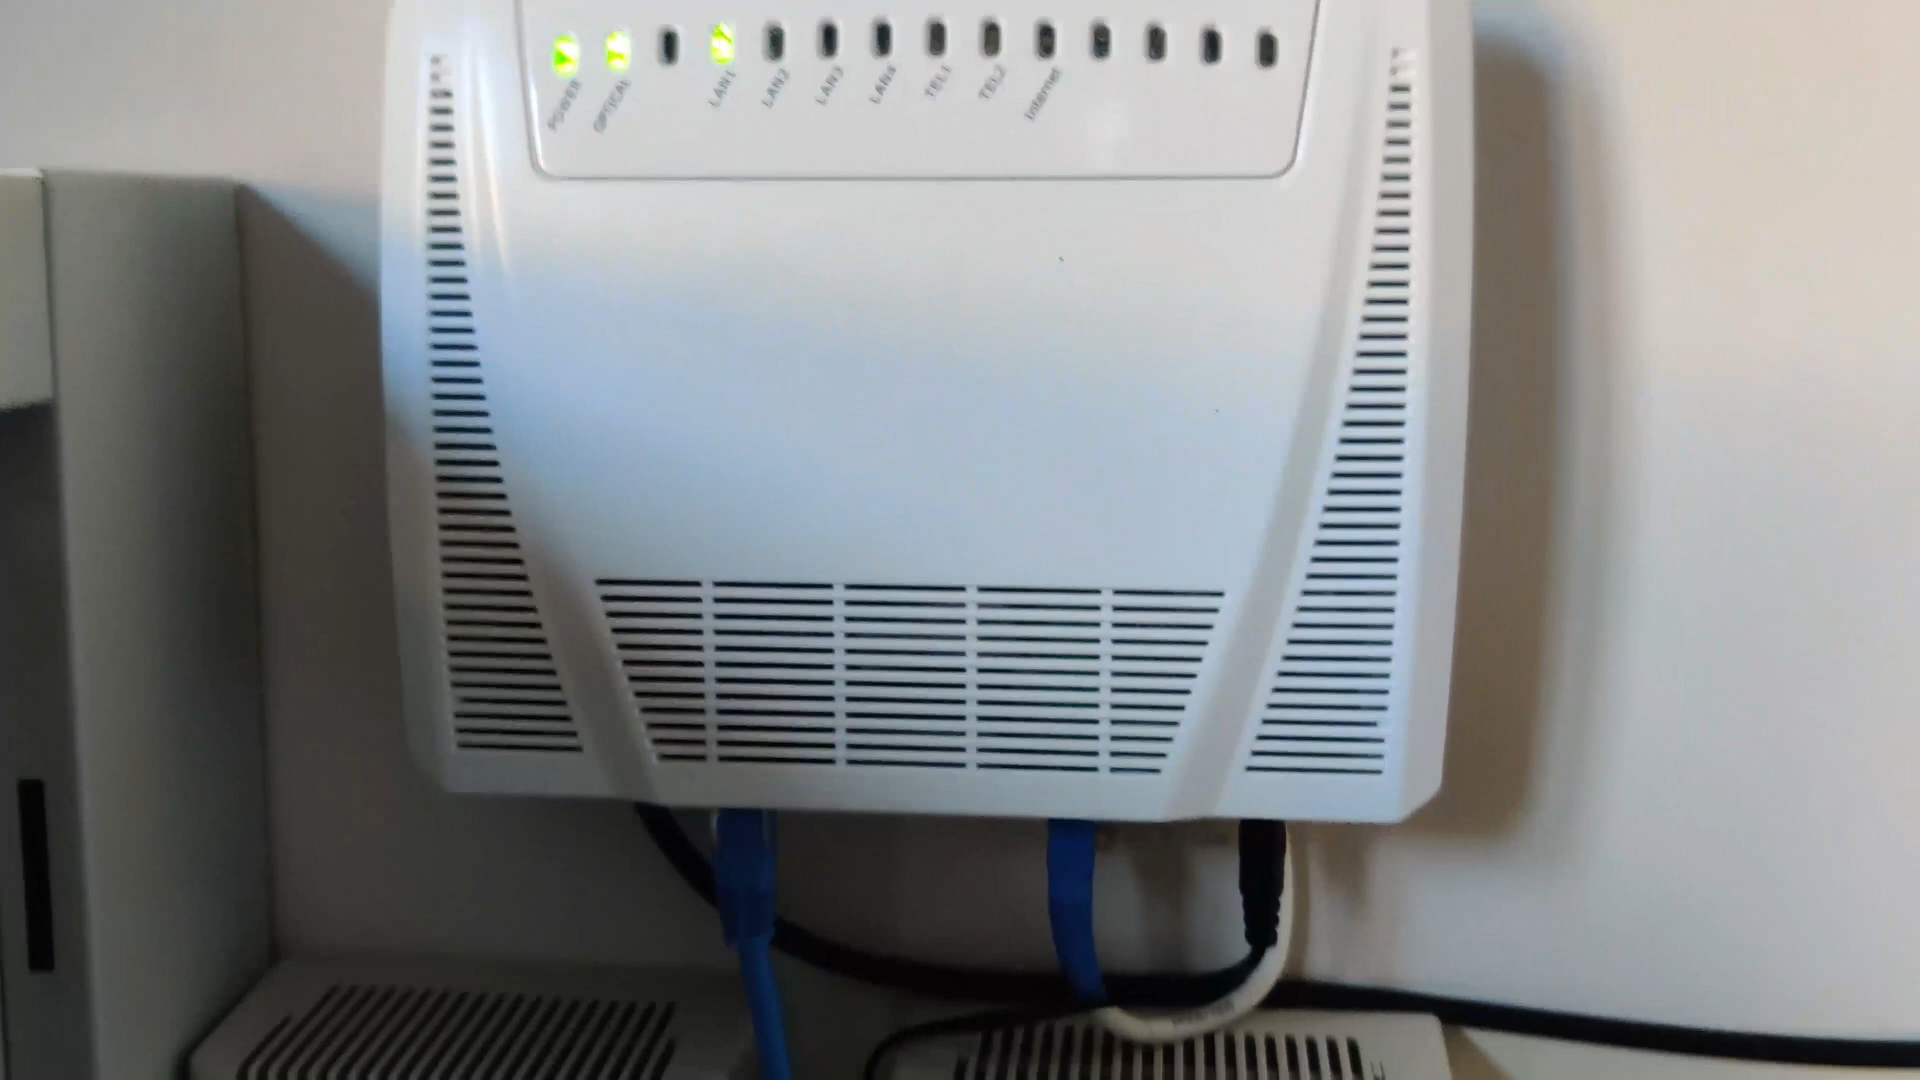 POWER
OPTICAL
LAN1
LAN2
LAN3
LAN4
TEL1
TEL2
Internet